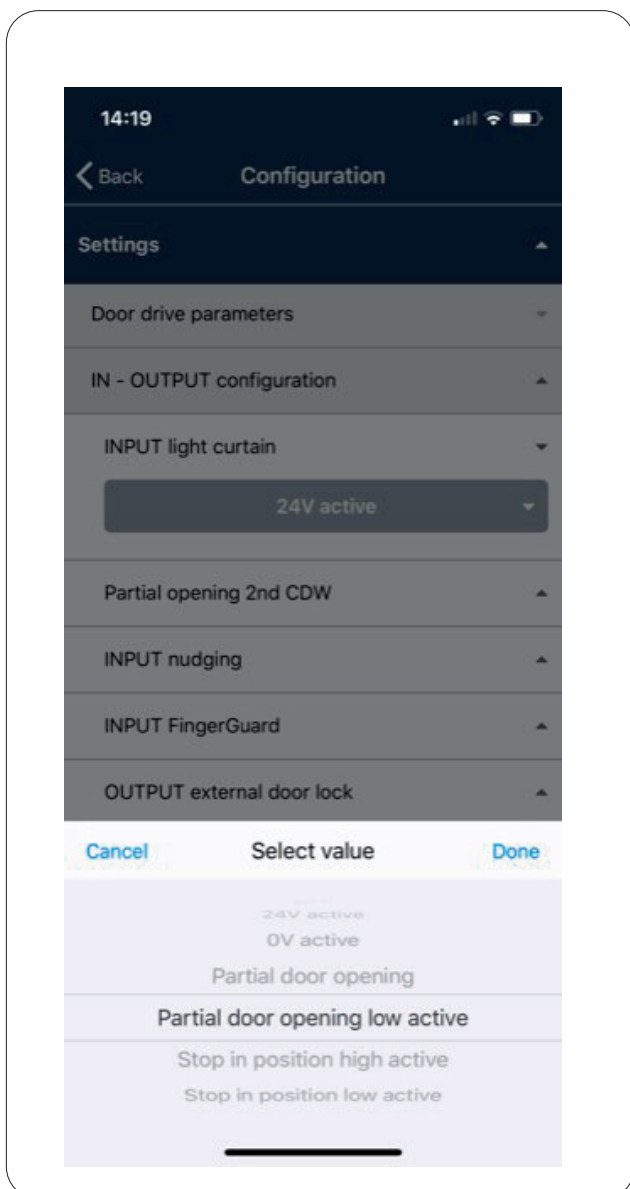 14:19
Back Configuration
Settings
Door drive parameters
IN - OUTPUT configuration
INPUT light curtain
24V active
Partial opening 2nd CDW
INPUT nudging
INPUT FingerGuard
OUTPUT external door lock
Cancel Select value Done
24V active
0V active
Partial door opening
Partial door opening low active
Stop in position high active
Stop in position low active